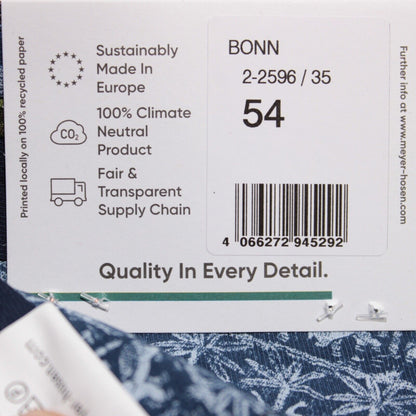 Sustainably
Made In
Europe
CO₂
100% Climate
Neutral
Product
Fair &
Transparent
Supply Chain
Printed locally on 100% recycled paper
BONN
2-2596 / 35
54
4 066272 945292
Further info at www.meyer-hosen.com
Quality In Every Detail.